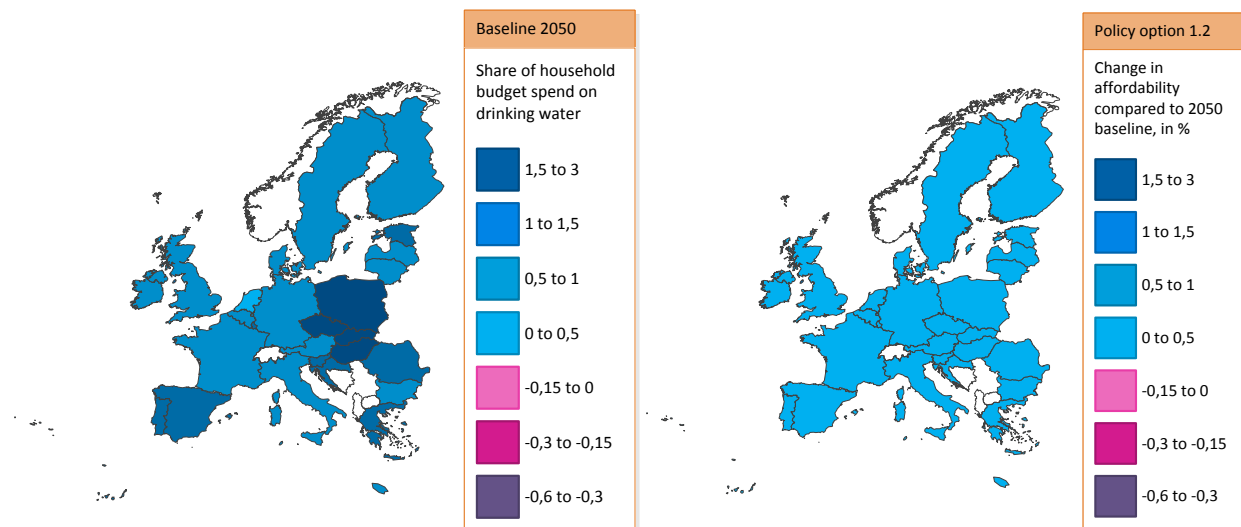 Baseline 2050
Share of household
budget spend on
drinking water
1,5 to 3
1 to 1,5
0,5 to 1
0 to 0,5
-0,15 to 0
-0,3 to -0,15
-0,6 to -0,3
Policy option 1.2
Change in
affordability
compared to 2050
baseline, in %
1,5 to 3
1 to 1,5
0,5 to 1
0 to 0,5
-0,15 to 0
-0,3 to -0,15
-0,6 to -0,3